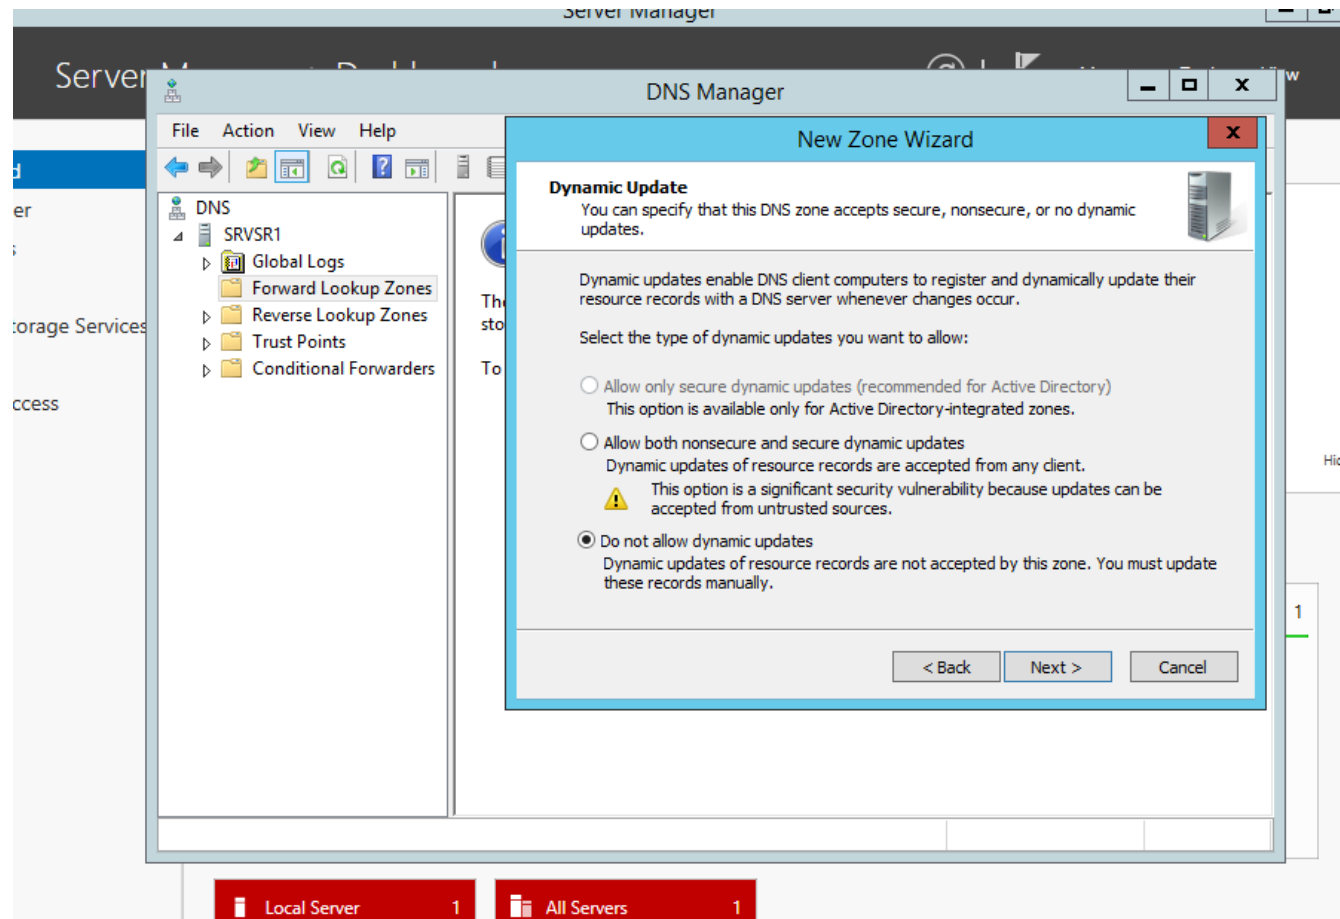 Server Manager
Server
DNS Manager
File Action View Help
New Zone Wizard
Dynamic Update
You can specify that this DNS zone accepts secure, nonsecure, or no dynamic
updates.
DNS
SRVSR1
Global Logs
Forward Lookup Zones
Reverse Lookup Zones
Trust Points
Conditional Forwarders
er
orage Services
ccess
To
Dynamic updates enable DNS client computers to register and dynamically update their
resource records with a DNS server whenever changes occur.
Select the type of dynamic updates you want to allow:
Allow only secure dynamic updates (recommended for Active Directory)
This option is available only for Active Directory-integrated zones.
Allow both nonsecure and secure dynamic updates
Dynamic updates of resource records are accepted from any client.
This option is a significant security vulnerability because updates can be
accepted from untrusted sources.
Do not allow dynamic updates
Dynamic updates of resource records are not accepted by this zone. You must update
these records manually.
< Back Next > Cancel
1
Local Server 1
All Servers 1